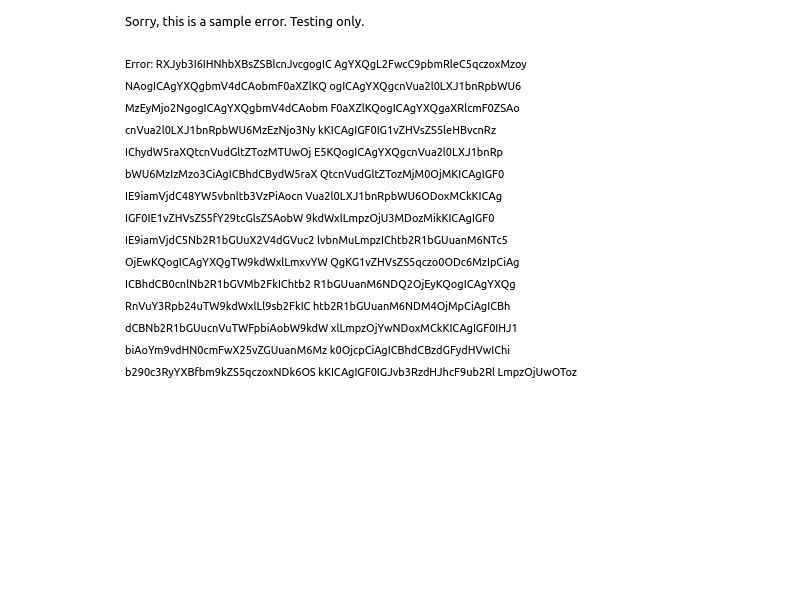 Sorry, this is a sample error. Testing only.
Error: RXJyb3I6IHNhbXBsZSBlcnJvcgogIC AgYXQgL2FwcC9pbmRleC5qczoxMzoy
NAogICAgYXQgbmV4dCAobmF0aXZlKQ ogICAgYXQgcnVua2l0LXJ1bnRpbWU6
MzEyMjo2NgogICAgYXQgbmV4dCAobm F0aXZlKQogICAgYXQgaXRlcmF0ZSAo
cnVua2l0LXJ1bnRpbWU6MzEzNjo3Ny kKICAgIGF0IG1vZHVsZS5leHBvcnRz
IChydW5raXQtcnVudGltZTozMTUwOj E5KQogICAgYXQgcnVua2l0LXJ1bnRp
bWU6MzIzMzo3CiAgICBhdCBydW5raX QtcnVudGltZTozMjM0OjMKICAgIGF0
IE9iamVjdC48YW5vbnltb3VzPiAocn Vua2l0LXJ1bnRpbWU6ODoxMCkKICAg
IGF0IE1vZHVsZS5fY29tcGlsZSAobW 9kdWxlLmpzOjU3MDozMikKICAgIGF0
IE9iamVjdC5Nb2R1bGUuX2V4dGVuc2 lvbnMuLmpzIChtb2R1bGUuanM6NTc5
OjEwKQogICAgYXQgTW9kdWxlLmxvYW QgKG1vZHVsZS5qczo0ODc6MzIpCiAg
ICBhdCB0cnlNb2R1bGVMb2FkIChtb2 R1bGUuanM6NDQ2OjEyKQogICAgYXQg
RnVuY3Rpb24uTW9kdWxlLl9sb2FkIC htb2R1bGUuanM6NDM4OjMpCiAgICBh
dCBNb2R1bGUucnVuTWFpbiAobW9kdW xlLmpzOjYwNDoxMCkKICAgIGF0IHJ1
biAoYm9vdHN0cmFwX25vZGUuanM6Mz k0OjcpCiAgICBhdCBzdGFydHVwIChi
b290c3RyYXBfbm9kZS5qczoxNDk6OS kKICAgIGF0IGJvb3RzdHJhcF9ub2Rl LmpzOjUwOToz